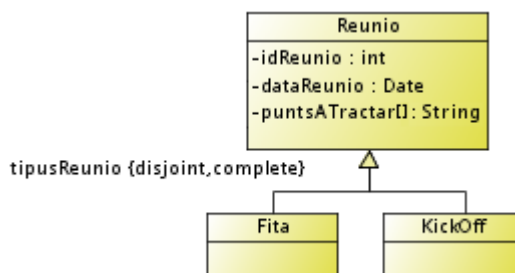 Reunio
-idReunio : int
-dataReunio : Date
-puntsATractar[]: String
tipusReunio {disjoint,complete}
Fita
KickOff